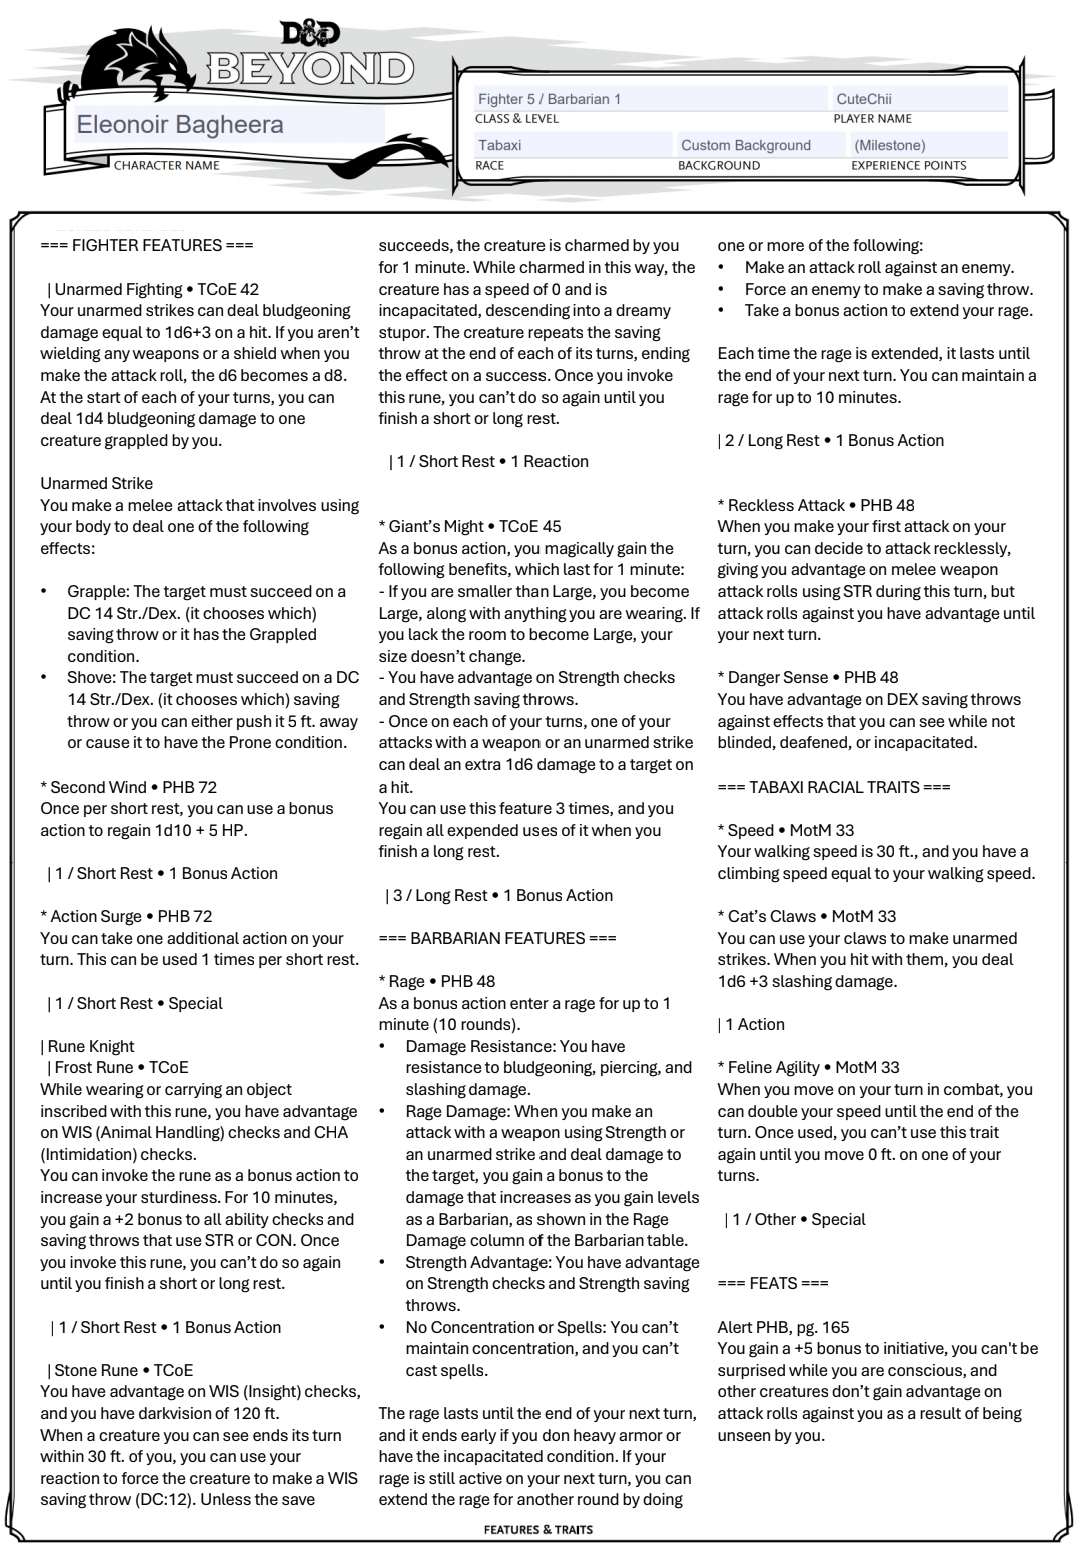 D&D
BEYOND
Eleonoir Bagheera
CHARACTER NAME
Fighter 5 / Barbarian 1
CuteChii
CLASS & LEVEL
PLAYER NAME
Tabaxi
Custom Background
(Milestone)
RACE
BACKGROUND
EXPERIENCE POINTS
=== FIGHTER FEATURES ===
| Unarmed Fighting • TCoE 42
Your unarmed strikes can deal bludgeoning
damage equal to 1d6+3 on a hit. If you aren't
wielding any weapons or a shield when you
make the attack roll, the d6 becomes a d8.
At the start of each of your turns, you can
deal 1d4 bludgeoning damage to one
creature grappled by you.
Unarmed Strike
You make a melee attack that involves using
your body to deal one of the following
effects:
• Grapple: The target must succeed on a
DC 14 Str./Dex. (it chooses which)
saving throw or it has the Grappled
condition.
• Shove: The target must succeed on a DC
14 Str./Dex. (it chooses which) saving
throw or you can either push it 5 ft. away
or cause it to have the Prone condition.
* Second Wind • PHB 72
Once per short rest, you can use a bonus
action to regain 1d10 + 5 HP.
| 1 / Short Rest • 1 Bonus Action
* Action Surge • PHB 72
You can take one additional action on your
turn. This can be used 1 times per short rest.
| 1 / Short Rest • Special
| Rune Knight
| Frost Rune • TCoE
While wearing or carrying an object
inscribed with this rune, you have advantage
on WIS (Animal Handling) checks and CHA
(Intimidation) checks.
You can invoke the rune as a bonus action to
increase your sturdiness. For 10 minutes,
you gain a +2 bonus to all ability checks and
saving throws that use STR or CON. Once
you invoke this rune, you can't do so again
until you finish a short or long rest.
| 1 / Short Rest • 1 Bonus Action
| Stone Rune • TCoE
You have advantage on WIS (Insight) checks,
and you have darkvision of 120 ft.
When a creature you can see ends its turn
within 30 ft. of you, you can use your
reaction to force the creature to make a WIS
saving throw (DC:12). Unless the save
succeeds, the creature is charmed by you
for 1 minute. While charmed in this way, the
creature has a speed of 0 and is
incapacitated, descending into a dreamy
stupor. The creature repeats the saving
throw at the end of each of its turns, ending
the effect on a success. Once you invoke
this rune, you can't do so again until you
finish a short or long rest.
| 1 / Short Rest • 1 Reaction
* Giant's Might • TCoE 45
As a bonus action, you magically gain the
following benefits, which last for 1 minute:
- If you are smaller than Large, you become
Large, along with anything you are wearing. If
you lack the room to become Large, your
size doesn't change.
- You have advantage on Strength checks
and Strength saving throws.
- Once on each of your turns, one of your
attacks with a weapon or an unarmed strike
can deal an extra 1d6 damage to a target on
a hit.
You can use this feature 3 times, and you
regain all expended uses of it when you
finish a long rest.
| 3 / Long Rest • 1 Bonus Action
=== BARBARIAN FEATURES ===
* Rage • PHB 48
As a bonus action enter a rage for up to 1
minute (10 rounds).
• Damage Resistance: You have
resistance to bludgeoning, piercing, and
slashing damage.
• Rage Damage: When you make an
attack with a weapon using Strength or
an unarmed strike and deal damage to
the target, you gain a bonus to the
damage that increases as you gain levels
as a Barbarian, as shown in the Rage
Damage column of the Barbarian table.
• Strength Advantage: You have advantage
on Strength checks and Strength saving
throws.
• No Concentration or Spells: You can't
maintain concentration, and you can't
cast spells.
The rage lasts until the end of your next turn,
and it ends early if you don heavy armor or
have the incapacitated condition. If your
rage is still active on your next turn, you can
extend the rage for another round by doing
one or more of the following:
• Make an attack roll against an enemy.
• Force an enemy to make a saving throw.
• Take a bonus action to extend your rage.
Each time the rage is extended, it lasts until
the end of your next turn. You can maintain a
rage for up to 10 minutes.
| 2 / Long Rest • 1 Bonus Action
* Reckless Attack • PHB 48
When you make your first attack on your
turn, you can decide to attack recklessly,
giving you advantage on melee weapon
attack rolls using STR during this turn, but
attack rolls against you have advantage until
your next turn.
* Danger Sense • PHB 48
You have advantage on DEX saving throws
against effects that you can see while not
blinded, deafened, or incapacitated.
=== TABAXI RACIAL TRAITS ===
* Speed • MotM 33
Your walking speed is 30 ft., and you have a
climbing speed equal to your walking speed.
* Cat's Claws • MotM 33
You can use your claws to make unarmed
strikes. When you hit with them, you deal
1d6 +3 slashing damage.
| 1 Action
* Feline Agility • MotM 33
When you move on your turn in combat, you
can double your speed until the end of the
turn. Once used, you can't use this trait
again until you move 0 ft. on one of your
turns.
| 1 / Other • Special
=== FEATS ===
Alert PHB, pg. 165
You gain a +5 bonus to initiative, you can't be
surprised while you are conscious, and
other creatures don't gain advantage on
attack rolls against you as a result of being
unseen by you.
FEATURES & TRAITS